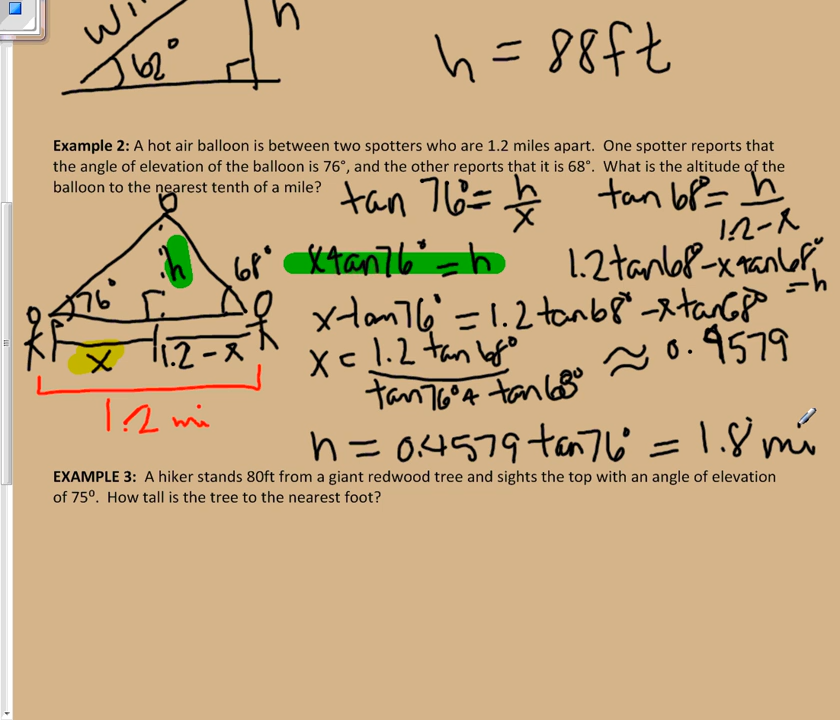 Wi
62°
h
h = 88ft
Example 2: A hot air balloon is between two spotters who are 1.2 miles apart. One spotter reports that
the angle of elevation of the balloon is 76°, and the other reports that it is 68°. What is the altitude of the
balloon to the nearest tenth of a mile?
tan 76° = h/x
tan 68° = h/1.2-x
h
76°
68°
x
1.2-x
1.2 mi
x tan 76° = h
1.2 tan 68° - x tan 68° = h
x tan 76° = 1.2 tan 68° - x tan 68°
x = 1.2 tan 68° / tan 76° + tan 68° ≈ 0.4579
h = 0.4579 tan 76° = 1.8 mi
EXAMPLE 3: A hiker stands 80ft from a giant redwood tree and sights the top with an angle of elevation
of 75⁰. How tall is the tree to the nearest foot?